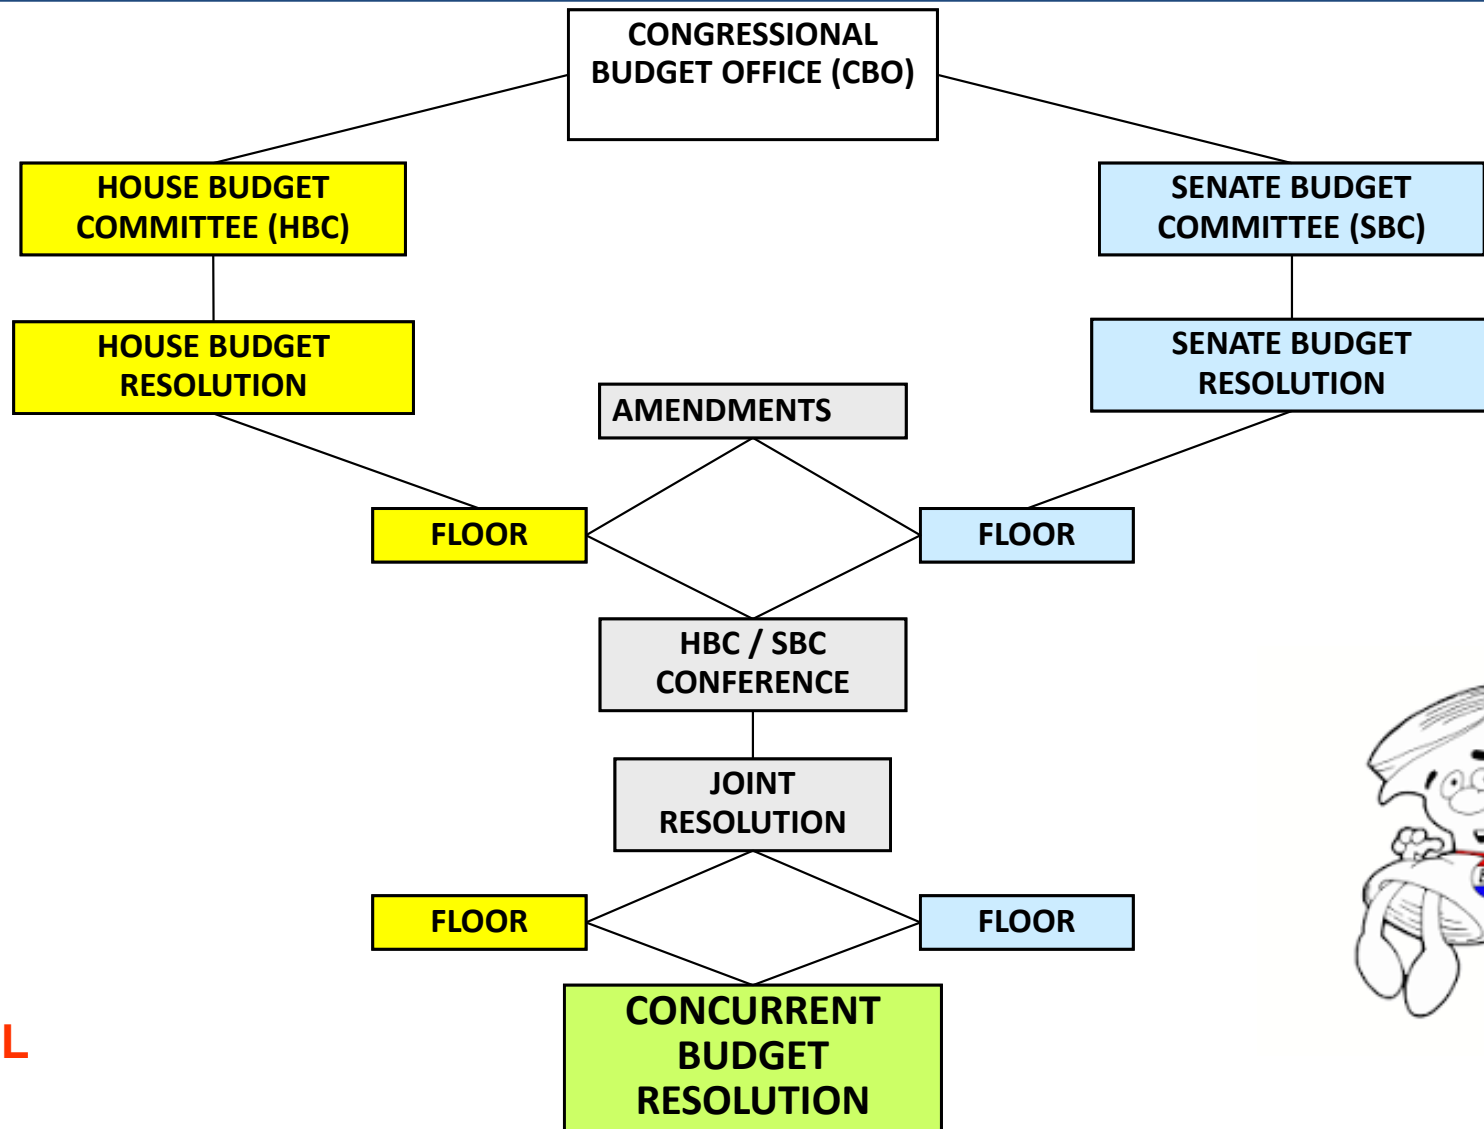 CONGRESSIONAL
BUDGET OFFICE (CBO)
HOUSE BUDGET
COMMITTEE (HBC)
SENATE BUDGET
COMMITTEE (SBC)
HOUSE BUDGET
RESOLUTION
SENATE BUDGET
RESOLUTION
AMENDMENTS
FLOOR
FLOOR
HBC / SBC
CONFERENCE
JOINT
RESOLUTION
FLOOR
FLOOR
CONCURRENT
BUDGET
RESOLUTION
L